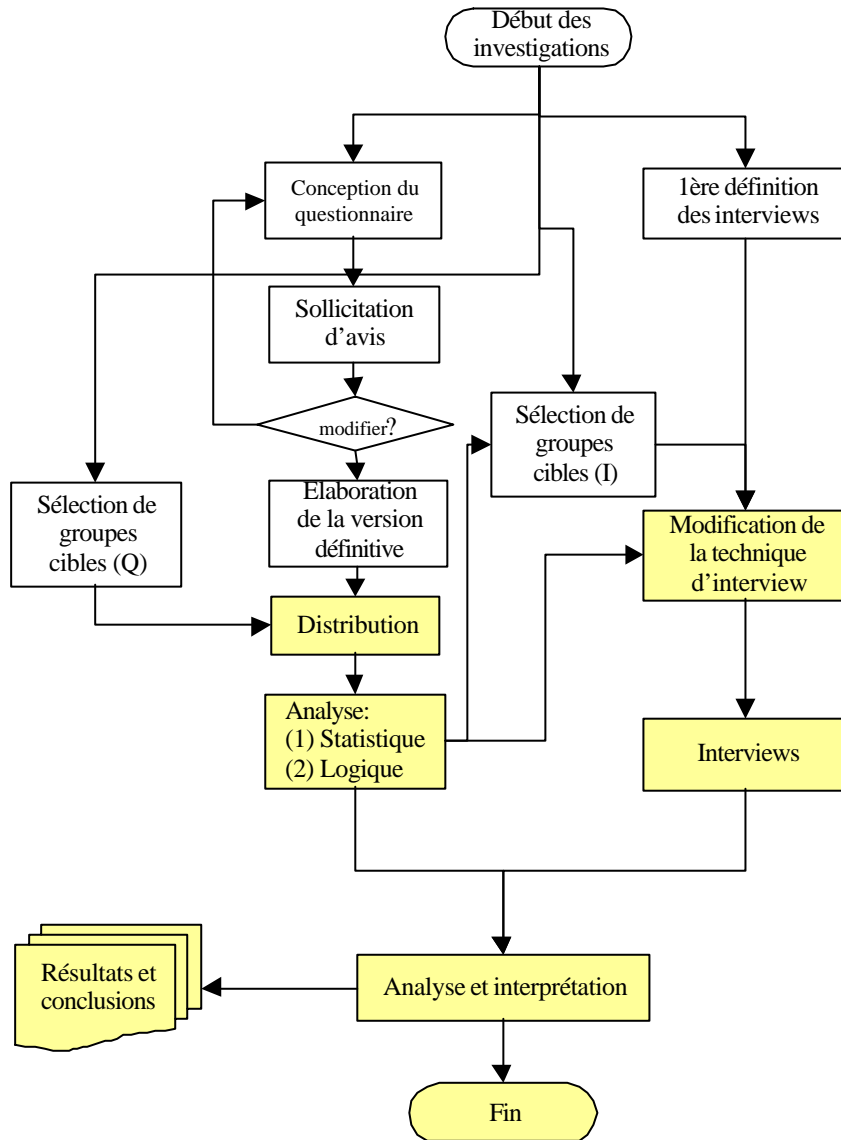 Début des
investigations
Conception du
questionnaire
1ère définition
des interviews
Sollicitation
d'avis
modifier?
Sélection de
groupes
cibles (I)
Sélection de
groupes
cibles (Q)
Elaboration
de la version
définitive
Modification de
la technique
d’interview
Distribution
Analyse:
(1) Statistique
(2) Logique
Interviews
Résultats et
conclusions
Analyse et interprétation
Fin